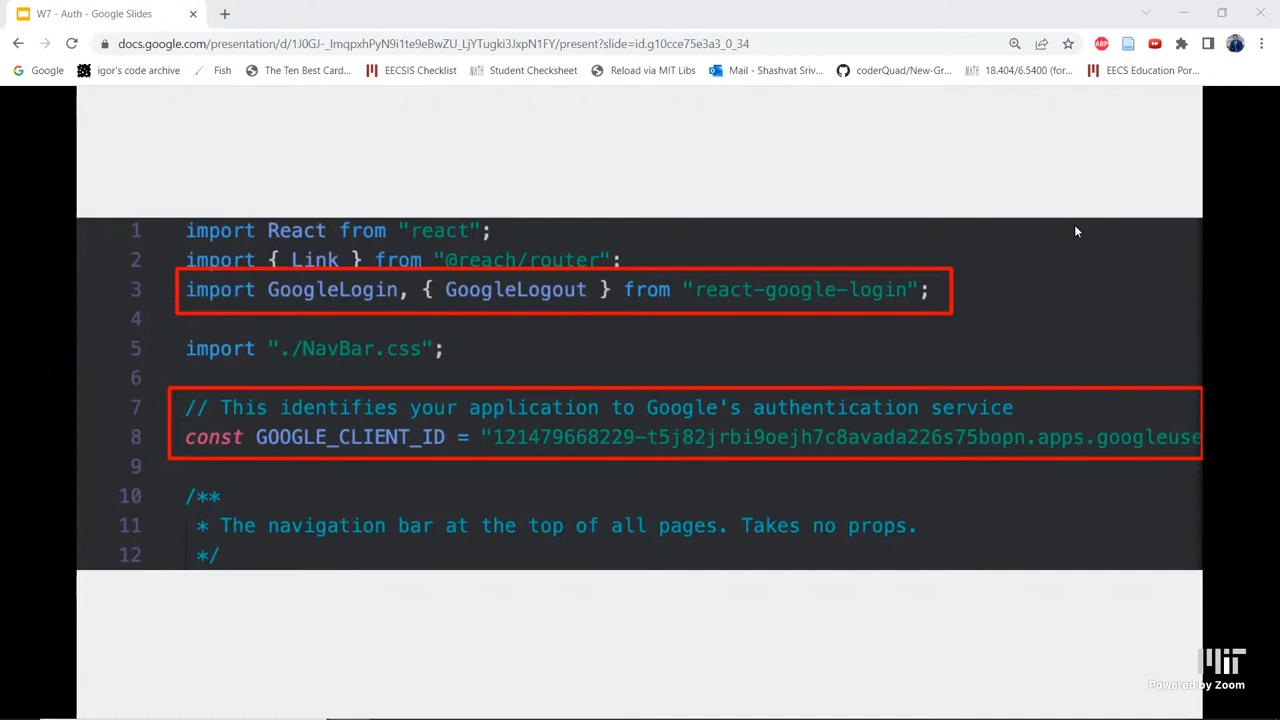 W7 - Auth - Google Slides
docs.google.com/presentation/d/1J0GJ-_ImqpxhPyN91te9eBwZD_LjYTugki3JxpN1FY/present?slide=id.g10cce75e3a3_0_34
Google igor's code archive Fish The Ten Best Card... EECSIS Checklist Student Checksheet Reload via MIT Libs Mail - Shashvat Sriv... coderQuad/New-Gr... 18.404/6.5400 (for... EECS Education Por...
1 import React from "react";
2 import { Link } from "@reach/router";
3 import GoogleLogin, { GoogleLogout } from "react-google-login";
4
5 import "./NavBar.css";
6
7 // This identifies your application to Google's authentication service
8 const GOOGLE_CLIENT_ID = "121479668229-t5j82jrbi9oejh7c8avada226s75bopn.apps.googleuse
9
10 /**
11 * The navigation bar at the top of all pages. Takes no props.
12 */
MIT
Powered by Zoom